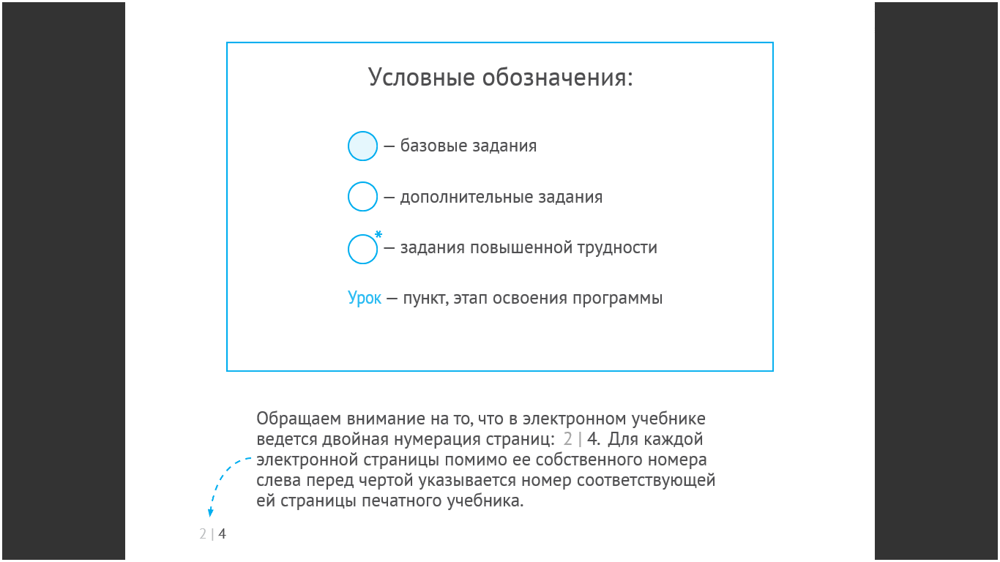 Условные обозначения:
— базовые задания
— дополнительные задания
* — задания повышенной трудности
Урок — пункт, этап освоения программы
Обращаем внимание на то, что в электронном учебнике
ведется двойная нумерация страниц: 2 | 4. Для каждой
электронной страницы помимо ее собственного номера
слева перед чертой указывается номер соответствующей
ей страницы печатного учебника.
2 | 4